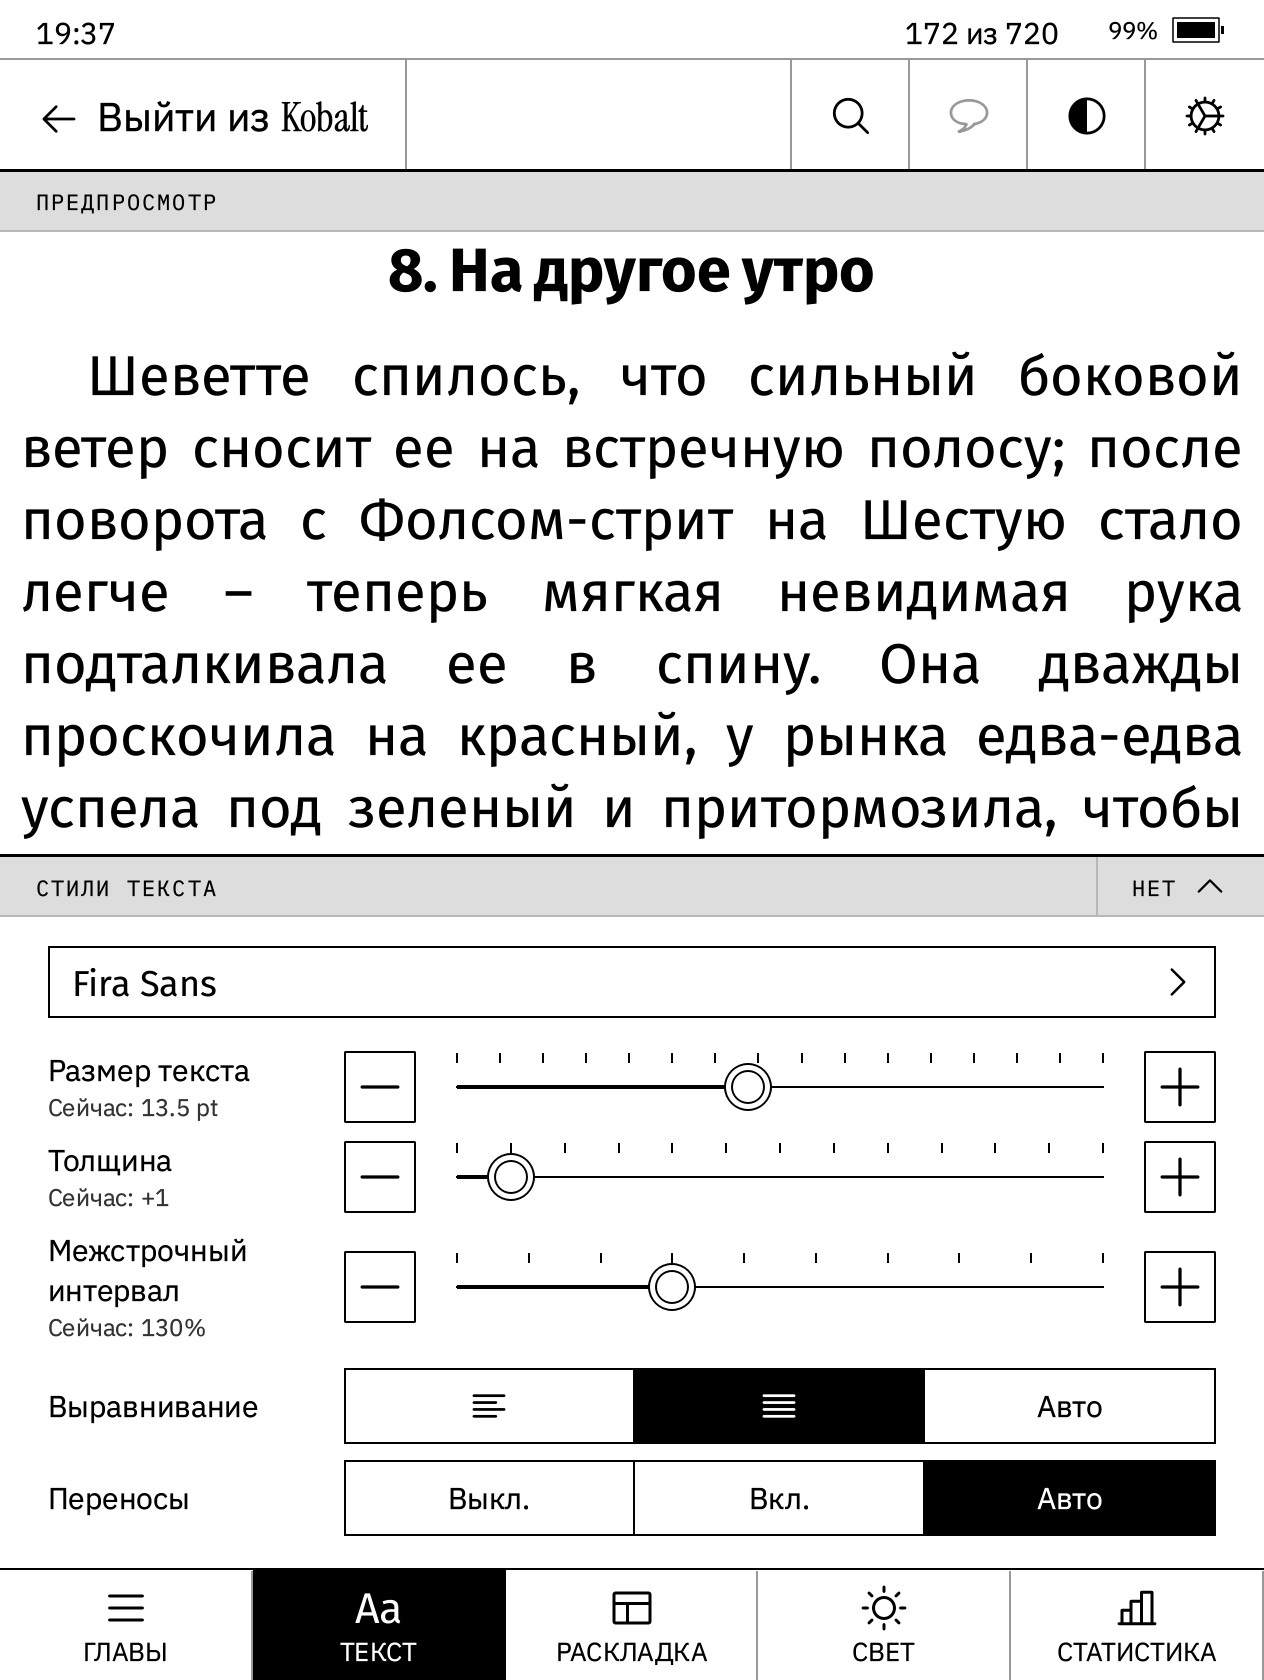 19:37
172 из 720
99%
Выйти из Kobalt
ПРЕДПРОСМОТР
8. На другое утро
Шеветте спилось, что сильный боковой
ветер сносит ее на встречную полосу; после
поворота с Фолсом-стрит на Шестую стало
легче – теперь мягкая невидимая рука
подталкивала ее в спину. Она дважды
проскочила на красный, у рынка едва-едва
успела под зеленый и притормозила, чтобы
СТИЛИ ТЕКСТА
НЕТ
Fira Sans
Размер текста
Сейчас: 13.5 pt
Толщина
Сейчас: +1
Межстрочный
интервал
Сейчас: 130%
Выравнивание
Авто
Переносы
Выкл.
Вкл.
Авто
ГЛАВЫ
Aa
ТЕКСТ
РАСКЛАДКА
СВЕТ
СТАТИСТИКА